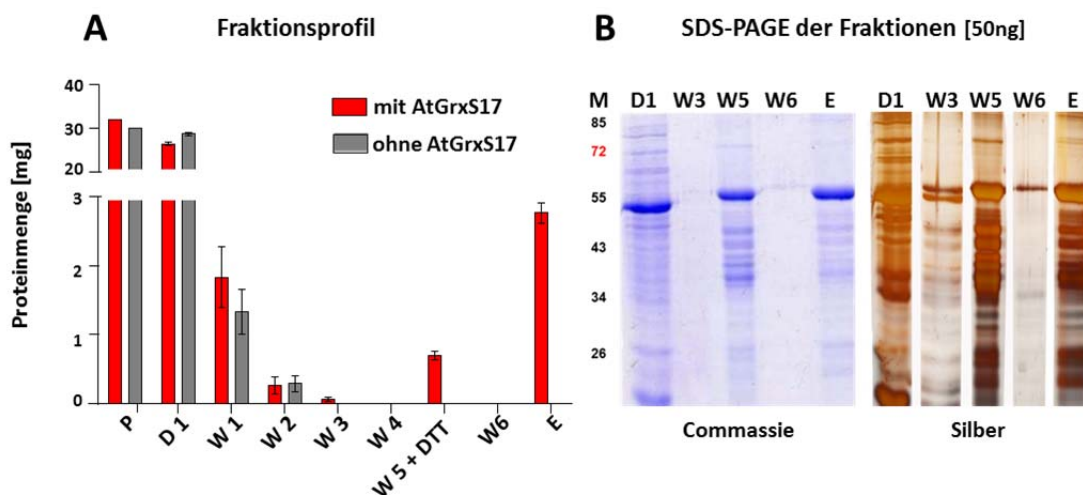 A Fraktionsprofil
Proteinmenge [mg]
40
30
20
3
2
1
0
mit AtGrxS17
ohne AtGrxS17
P D 1 W 1 W 2 W 3 W 4 W 5 + DTT W6 E
B SDS-PAGE der Fraktionen [50ng]
M D1 W3 W5 W6 E D1 W3 W5 W6 E
85
72
55
43
34
26
Commassie Silber